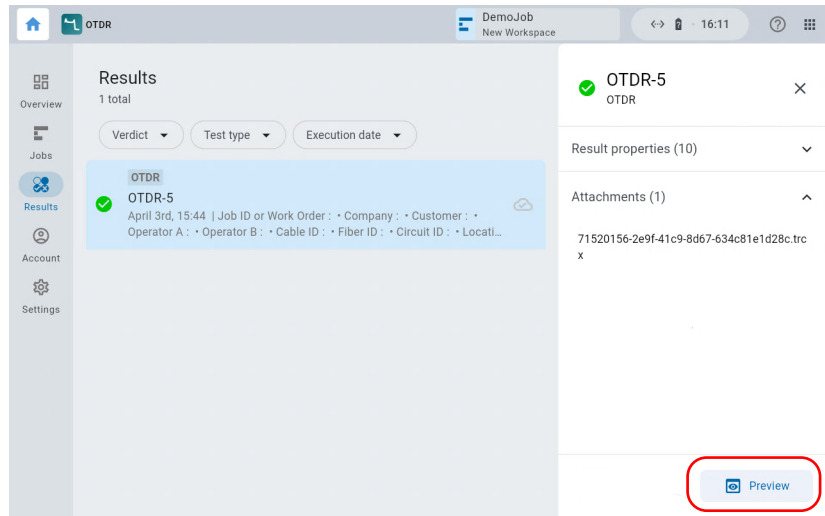 OTDR
DemoJob
New Workspace
16:11
Overview
Jobs
Results
Account
Settings
Results
1 total
Verdict
Test type
Execution date
OTDR
OTDR-5
April 3rd, 15:44 | Job ID or Work Order : • Company : • Customer : •
Operator A : • Operator B : • Cable ID : • Fiber ID : • Circuit ID : • Locati...
OTDR-5
OTDR
Result properties (10)
Attachments (1)
71520156-2e9f-41c9-8d67-634c81e1d28c.trc
x
Preview